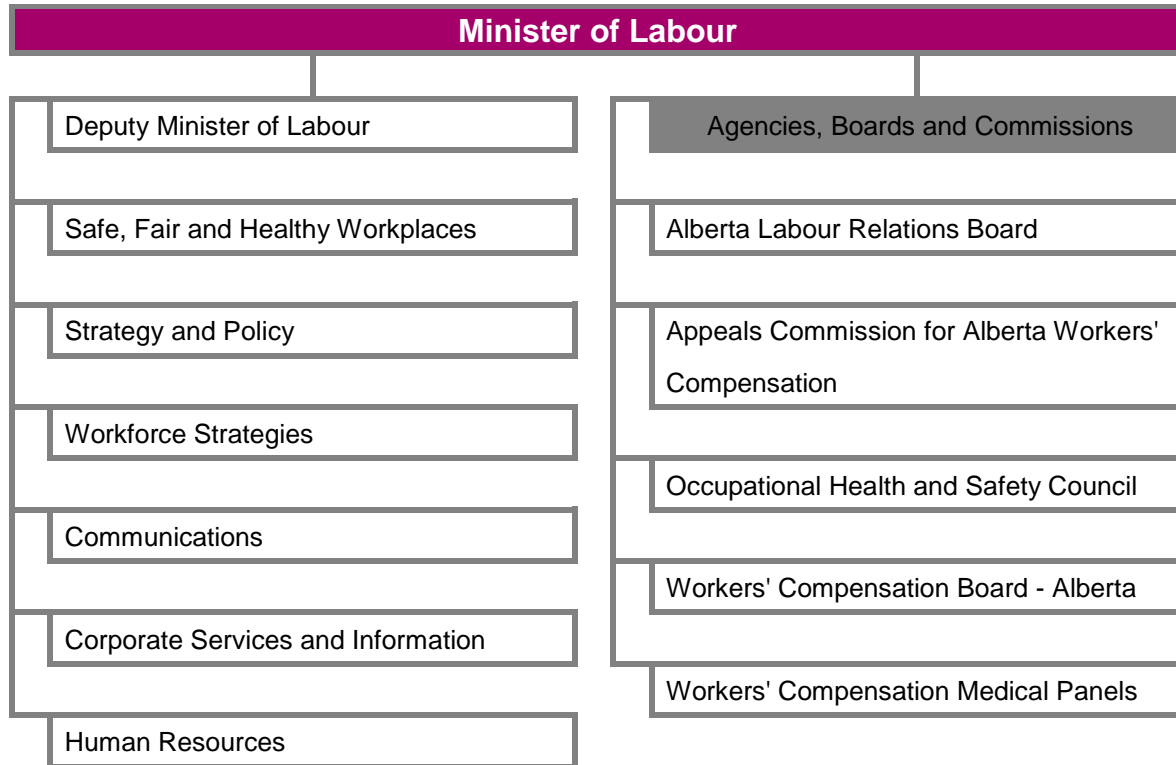 Minister of Labour
Deputy Minister of Labour
Safe, Fair and Healthy Workplaces
Strategy and Policy
Workforce Strategies
Communications
Corporate Services and Information
Human Resources
Agencies, Boards and Commissions
Alberta Labour Relations Board
Appeals Commission for Alberta Workers'
Compensation
Occupational Health and Safety Council
Workers' Compensation Board - Alberta
Workers' Compensation Medical Panels